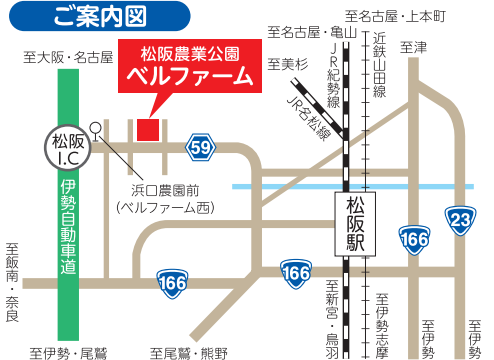 ご案内図
至名古屋・上本町
至名古屋・亀山
至大阪・名古屋
松阪農業公園
ベルファーム
至美杉
JR紀勢線
近鉄山田線
至津
JR名松線
松阪
I.C
59
浜口農園前
(ベルファーム西)
伊勢自動車道
松阪駅
23
166
166
166
至飯南・奈良
至新宮・鳥羽
至伊勢志摩
至伊勢
至伊勢
至伊勢・尾鷲
至尾鷲・熊野